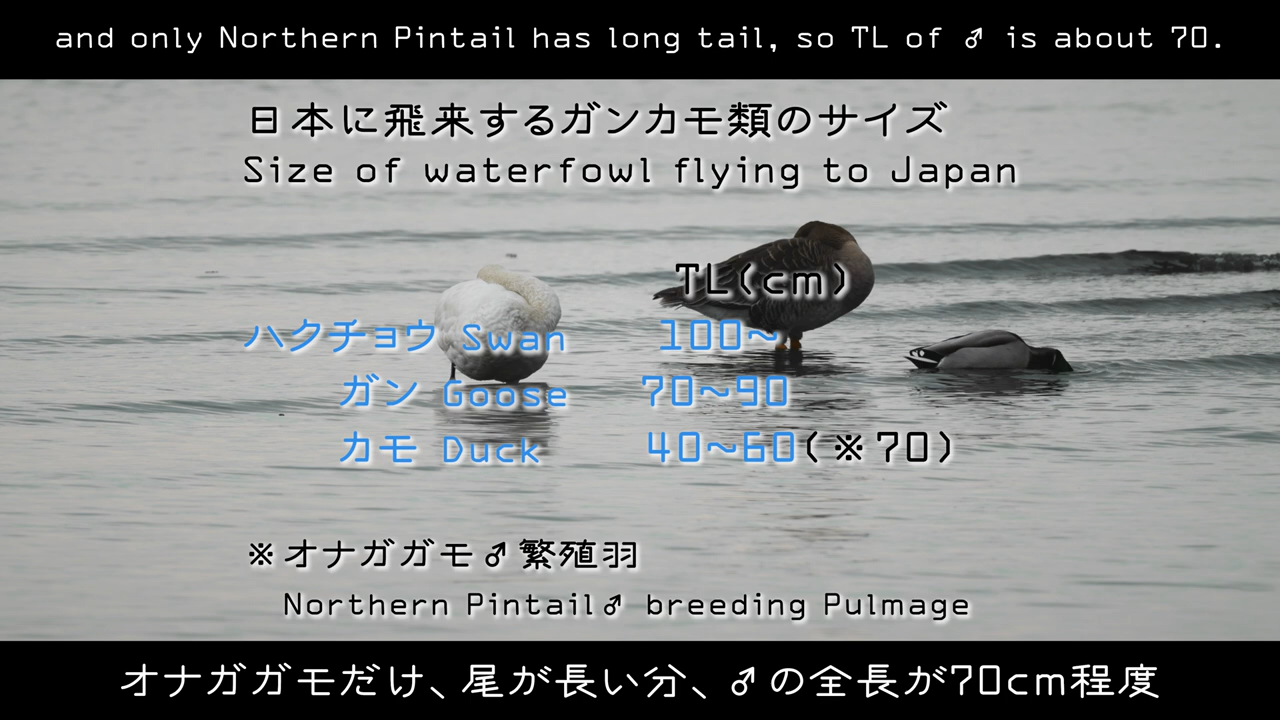 and only Northern Pintail has long tail, so TL of ♂ is about 70.
日本に飛来するガンカモ類のサイズ
Size of waterfowl flying to Japan
TL(cm)
ハクチョウ Swan 100~
ガン Goose 70~90
カモ Duck 40~60(※70)
※オナガガモ♂繁殖羽
Northern Pintail♂ breeding Pulmage
オナガガモだけ、尾が長い分、♂の全長が70cm程度